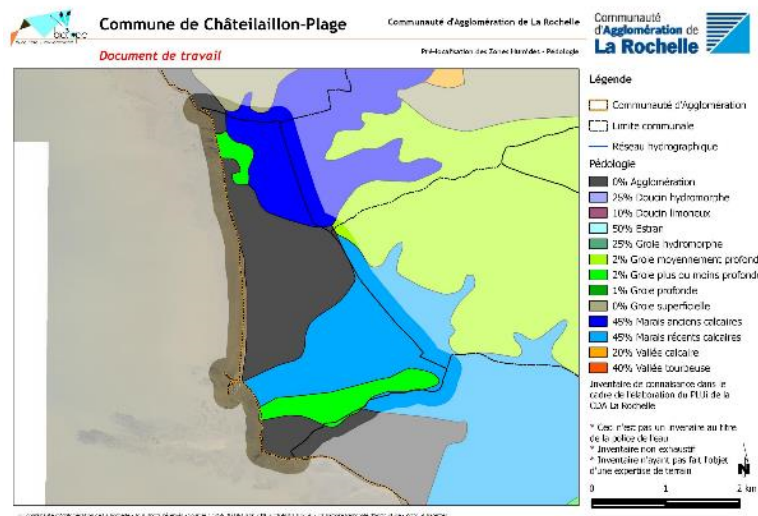 biotope
Commune de Châtelaillon-Plage
Communauté d'Agglomération de La Rochelle
Document de travail
Pré-localisation des Zones Humides - Pédologie
Communauté
d'Agglomération de
La Rochelle
Légende
Communauté d'Agglomération
Limite communale
Réseau hydrographique
Pédologie
0% Agglomération
25% Doucin hydromorphe
10% Doucin limoneux
50% Estran
25% Groie hydromorphe
2% Groie moyennement profond
2% Groie plus ou moins profonde
1% Groie profonde
0% Groie superficielle
45% Marais anciens calcaires
45% Marais récents calcaires
20% Vallée calcaire
40% Vallée tourbeuse
Inventaire de connaissance dans le
cadre de l'élaboration du PLUi de la
CDA La Rochelle
* Ceci n'est pas un inventaire au titre
de la police de l'eau
* Inventaire non exhaustif
* Inventaire n'ayant pas fait l'objet
d'une expertise de terrain
N
0 1 2 km